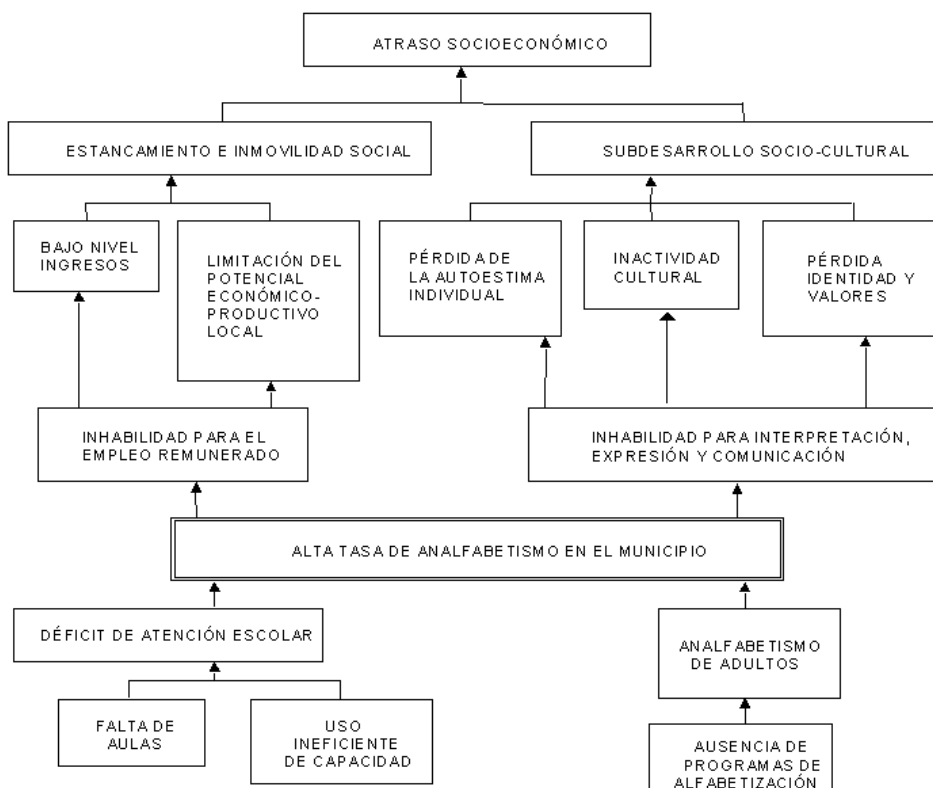 ATRASO SOCIOECONÓMICO
ESTANCAMIENTO E INMOVILIDAD SOCIAL
SUBDESARROLLO SOCIO-CULTURAL
BAJO NIVEL
INGRESOS
LIMITACIÓN DEL
POTENCIAL
ECONÓMICO-
PRODUCTIVO
LOCAL
PÉRDIDA DE
LA AUTOESTIMA
INDIVIDUAL
INACTIVIDAD
CULTURAL
PÉRDIDA
IDENTIDAD Y
VALORES
INHABILIDAD PARA EL
EMPLEO REMUNERADO
INHABILIDAD PARA INTERPRETACIÓN,
EXPRESIÓN Y COMUNICACIÓN
ALTA TASA DE ANALFABETISMO EN EL MUNICIPIO
DÉFICIT DE ATENCIÓN ESCOLAR
ANALFABETISMO
DE ADULTOS
FALTA DE
AULAS
USO
INEFICIENTE
DE CAPACIDAD
AUSENCIA DE
PROGRAMAS DE
ALFABETIZACIÓN